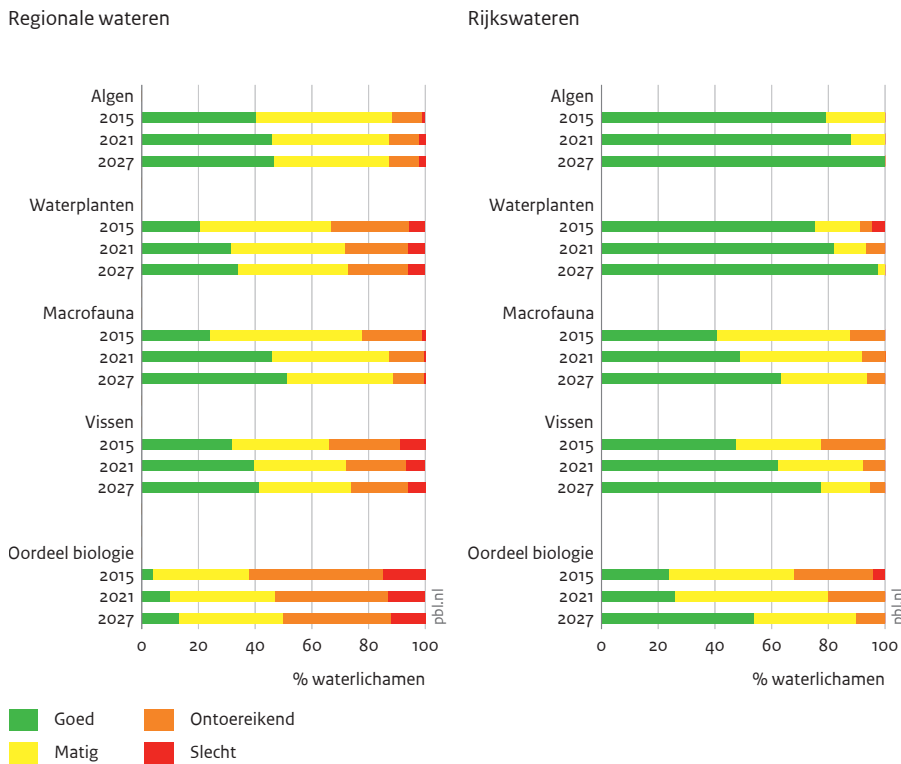 Regionale wateren
Algen
2015
2021
2027
Waterplanten
2015
2021
2027
Macrofauna
2015
2021
2027
Vissen
2015
2021
2027
Oordeel biologie
2015
2021
2027
0 20 40 60 80 100
% waterlichamen
pbl.nl
Rijkswateren
Algen
2015
2021
2027
Waterplanten
2015
2021
2027
Macrofauna
2015
2021
2027
Vissen
2015
2021
2027
Oordeel biologie
2015
2021
2027
0 20 40 60 80 100
% waterlichamen
pbl.nl
Goed
Matig
Ontoereikend
Slecht